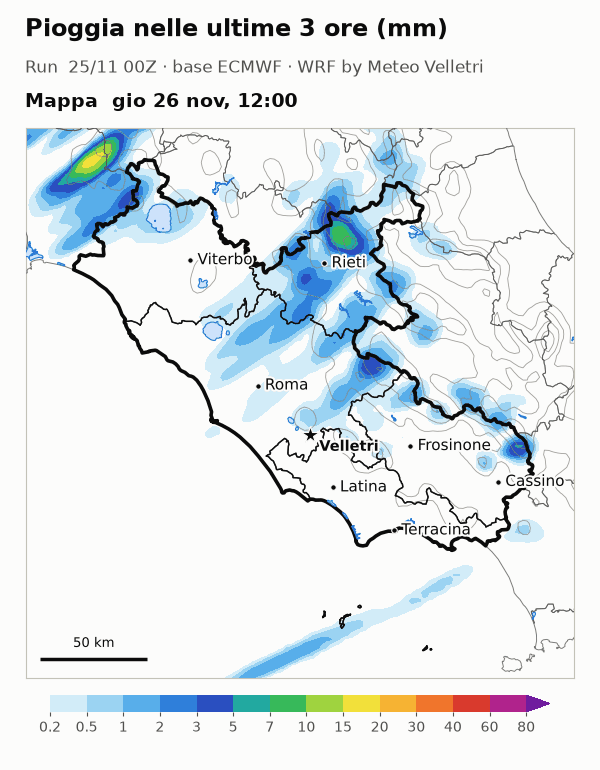 Pioggia nelle ultime 3 ore (mm)
Run  25/11 00Z · base ECMWF · WRF by Meteo Velletri
Mappa  gio 26 nov, 12:00
Viterbo
Rieti
Roma
Velletri
Frosinone
Latina
Cassino
Terracina
50 km
0.2 0.5 1 2 3 5 7 10 15 20 30 40 60 80